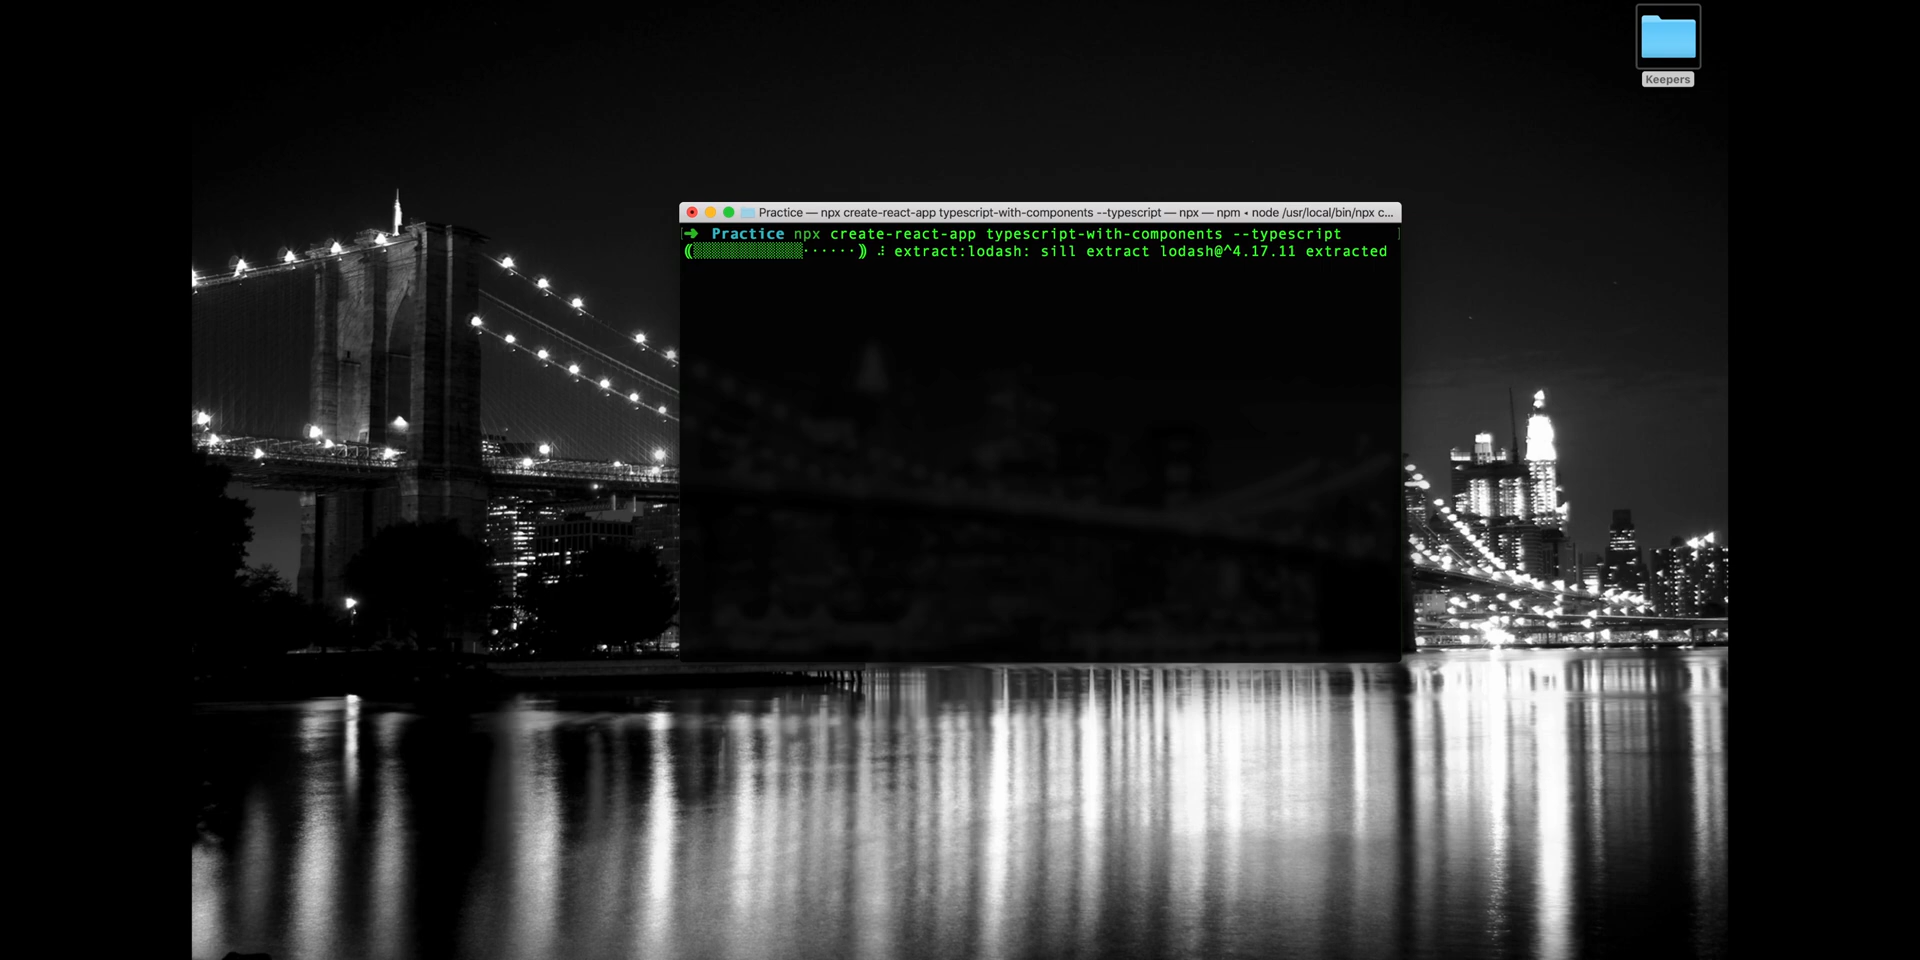 Keepers
Practice — npx create-react-app typescript-with-components --typescript — npx — npm ◂ node /usr/local/bin/npx c...
➜ Practice npx create-react-app typescript-with-components --typescript
(▒▒▒▒▒▒▒▒▒▒▒▒······) ⠼ extract:lodash: sill extract lodash@^4.17.11 extracted